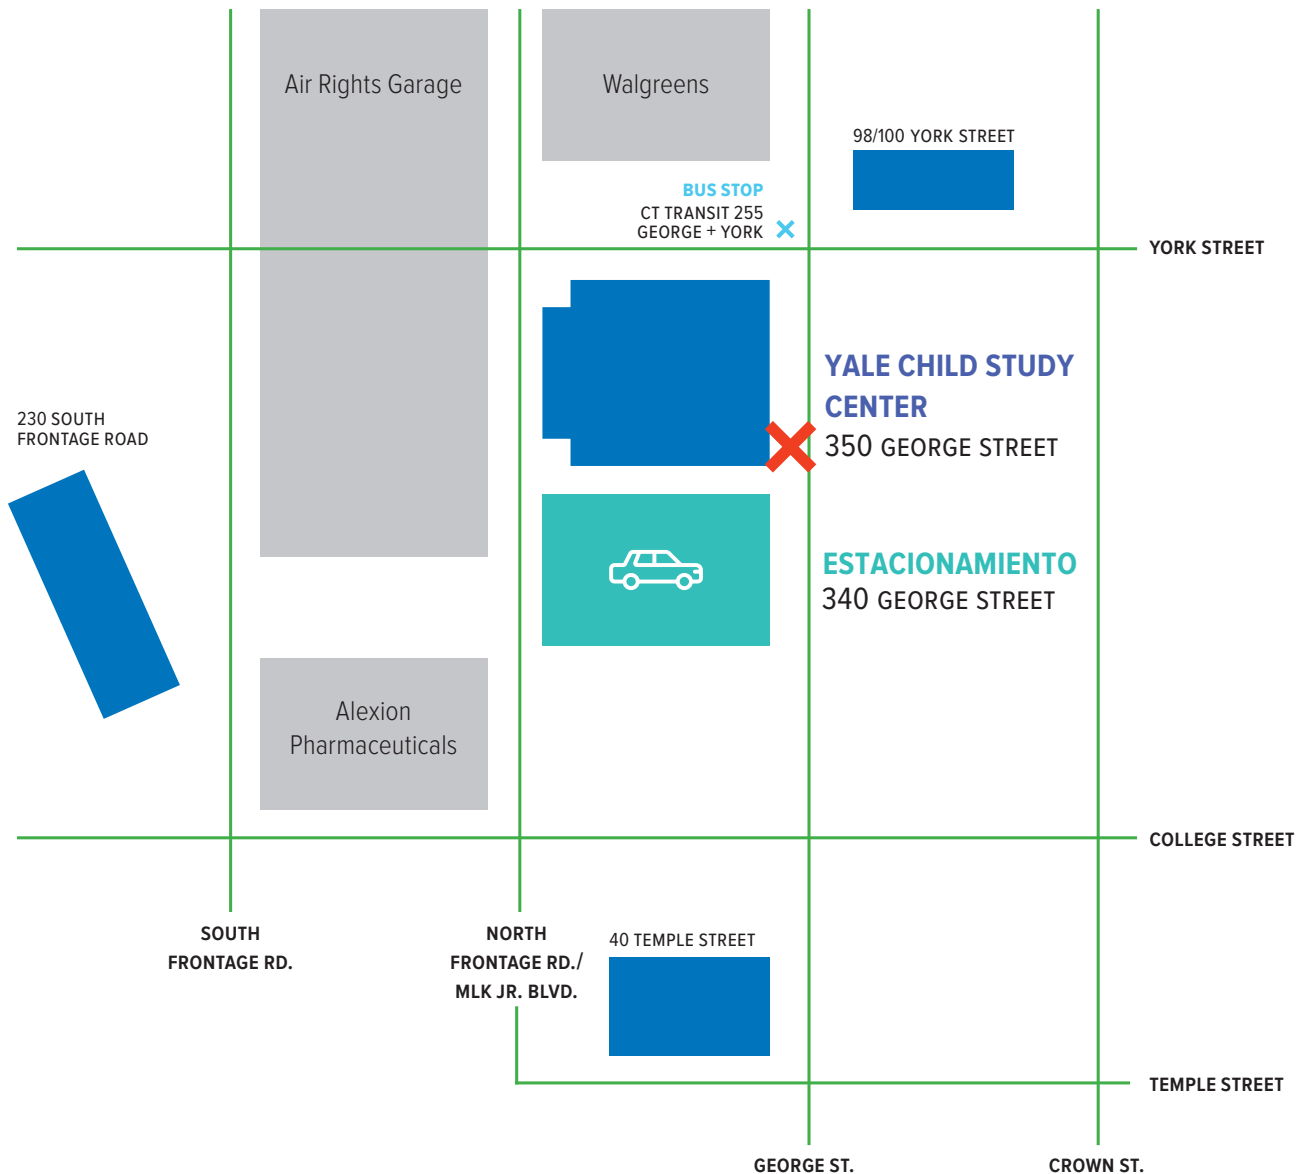 Air Rights Garage
Walgreens
98/100 YORK STREET
BUS STOP
CT TRANSIT 255
GEORGE + YORK
YORK STREET
YALE CHILD STUDY
CENTER
350 GEORGE STREET
230 SOUTH
FRONTAGE ROAD
ESTACIONAMIENTO
340 GEORGE STREET
Alexion
Pharmaceuticals
COLLEGE STREET
SOUTH
FRONTAGE RD.
NORTH
FRONTAGE RD./
MLK JR. BLVD.
40 TEMPLE STREET
TEMPLE STREET
GEORGE ST.
CROWN ST.